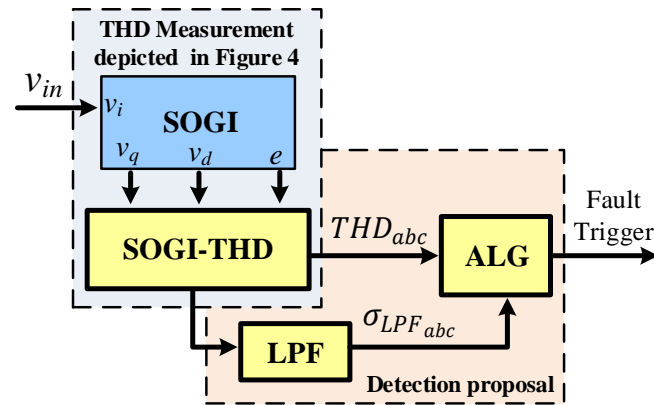 THD Measurement
depicted in Figure 4
v_in
v_i
SOGI
v_q v_d e
SOGI-THD
THD_abc
ALG
Fault
Trigger
σ_LPF_abc
LPF
Detection proposal